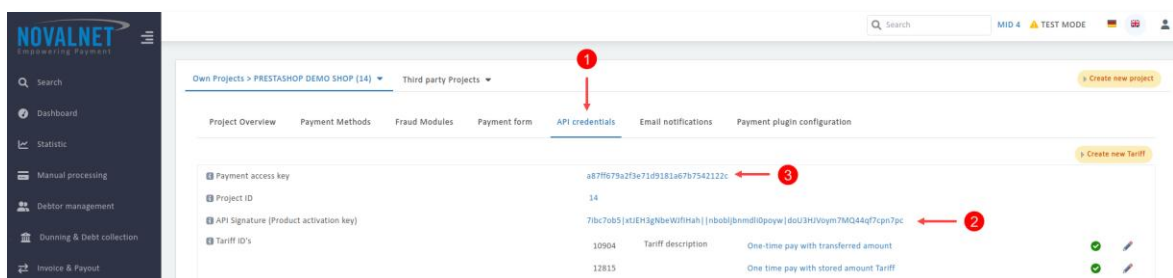 NOVALNET
Empowering Payment
Search
MID 4
TEST MODE
1
Search
Own Projects > PRESTASHOP DEMO SHOP (14)
Third party Projects
Create new project
Dashboard
Project Overview
Payment Methods
Fraud Modules
Payment form
API credentials
Email notifications
Payment plugin configuration
Statistic
Create new Tariff
Manual processing
Payment access key
a87ff679a2f3e71d9181a67b7542122c
3
Project ID
14
Debtor management
API Signature (Product activation key)
2
Dunning & Debt collection
Tariff ID's
10904
Tariff description
One-time pay with transferred amount
Invoice & Payout
12815
One time pay with stored amount Tariff